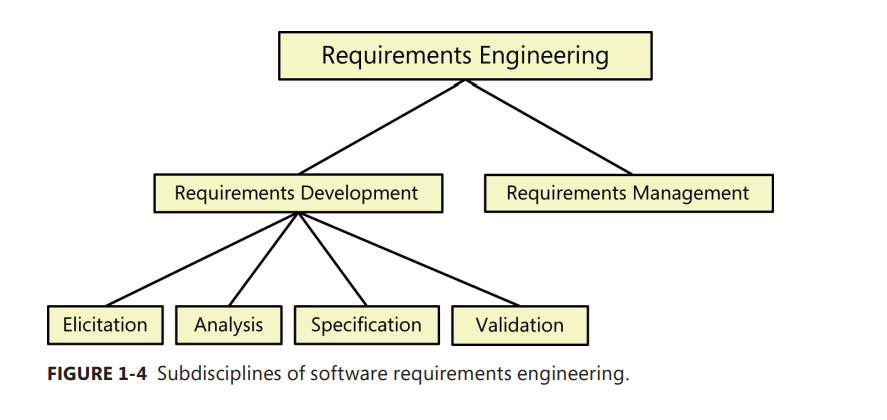 Requirements Engineering
Requirements Development
Requirements Management
Elicitation
Analysis
Specification
Validation
FIGURE 1-4 Subdisciplines of software requirements engineering.